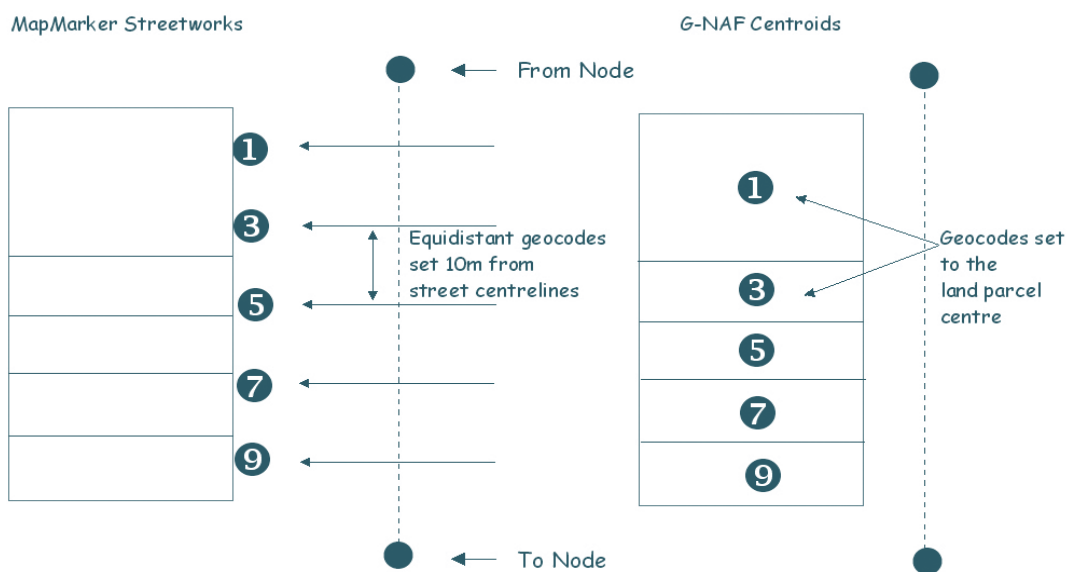 MapMarker Streetworks
G-NAF Centroids
From Node
1
3
5
7
9
Equidistant geocodes
set 10m from
street centrelines
To Node
1
3
5
7
9
Geocodes set
to the
land parcel
centre